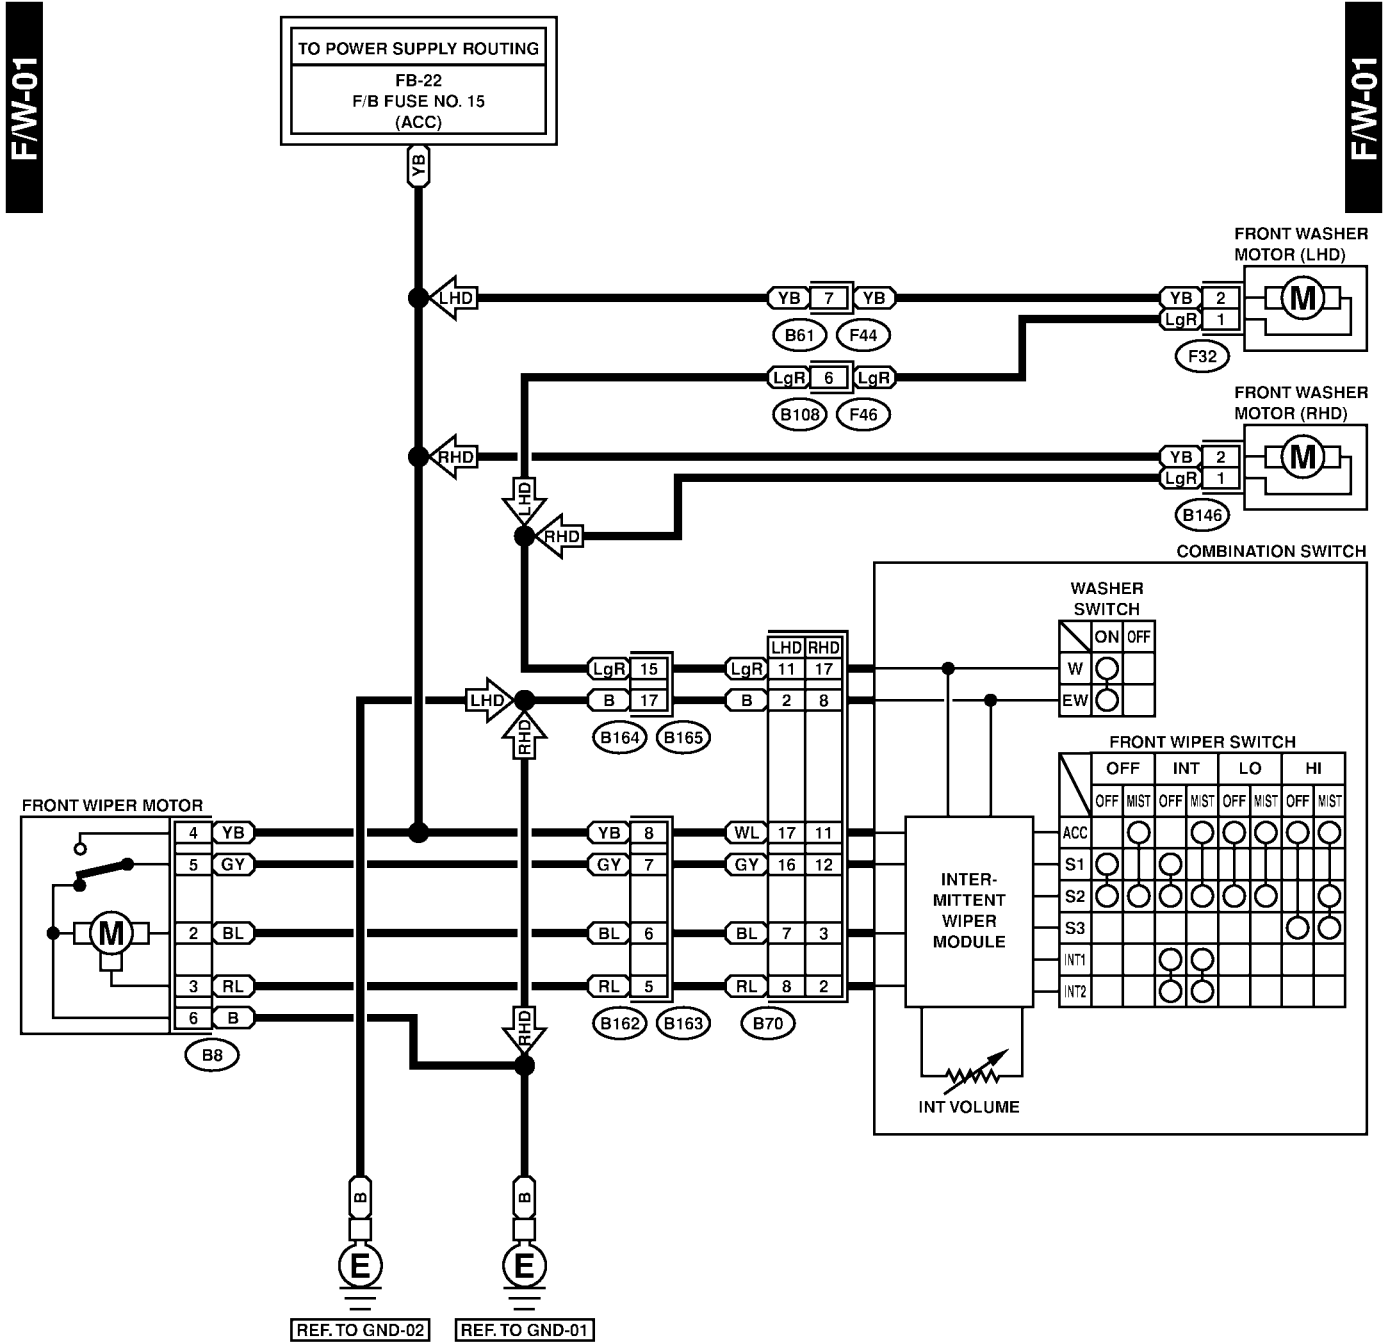 F/W-01
F/W-01
TO POWER SUPPLY ROUTING
FB-22
F/B FUSE NO. 15
(ACC)
YB
FRONT WASHER
MOTOR (LHD)
LHD
YB 7 YB
YB 2
M
LgR 1
B61 F44
F32
LgR 6 LgR
B108 F46
FRONT WASHER
MOTOR (RHD)
RHD
YB 2
M
LgR 1
LHD
B146
RHD
COMBINATION SWITCH
WASHER
SWITCH
ON OFF
LHD RHD
LgR 15 LgR 11 17
W
LHD
B 17 B 2 8
EW
RHD
B164 B165
FRONT WIPER SWITCH
OFF INT LO HI
OFF MIST OFF MIST OFF MIST OFF MIST
FRONT WIPER MOTOR
4 YB YB 8 WL 17 11
ACC
5 GY GY 7 GY 16 12
S1
INTER-
MITTENT
WIPER
MODULE
S2
M
2 BL BL 6 BL 7 3
S3
INT1
3 RL RL 5 RL 8 2
INT2
6 B
RHD
B162 B163 B70
B8
INT VOLUME
B B
E E
REF. TO GND-02 REF. TO GND-01